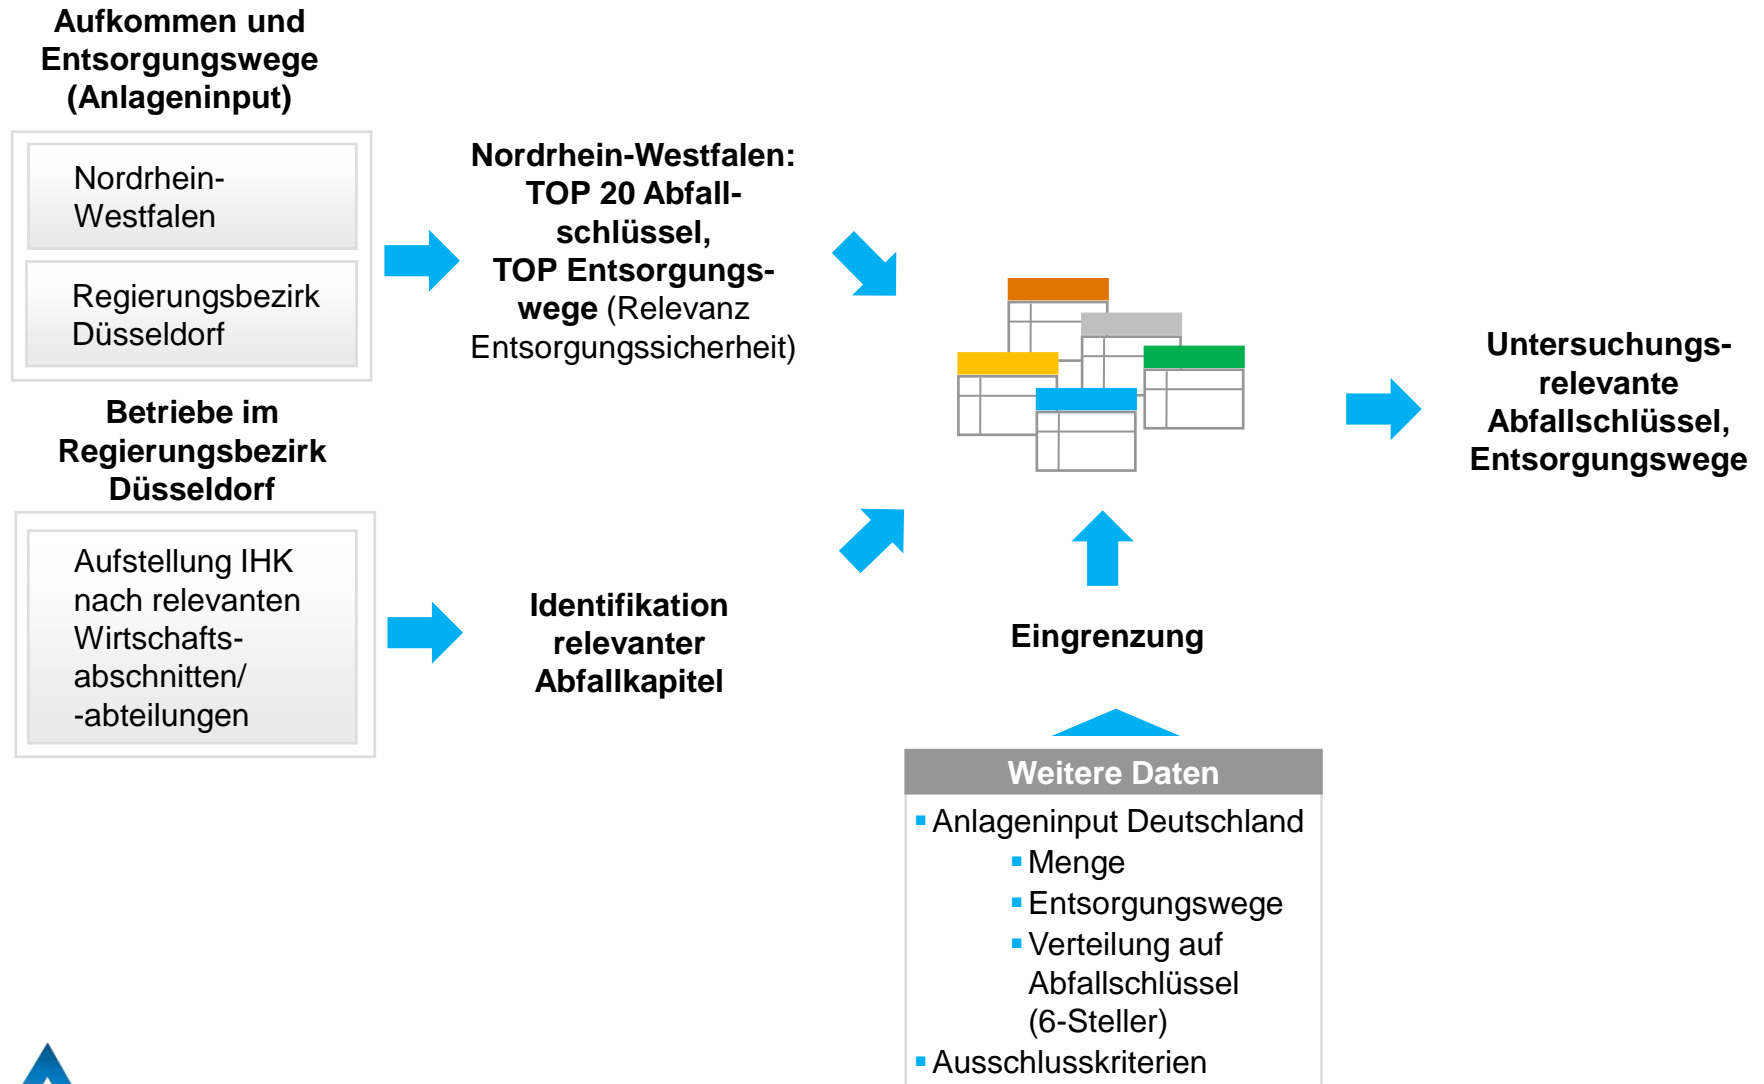 Aufkommen und
Entsorgungswege
(Anlageninput)
Nordrhein-
Westfalen
Regierungsbezirk
Düsseldorf
Betriebe im
Regierungsbezirk
Düsseldorf
Aufstellung IHK
nach relevanten
Wirtschafts-
abschnitten/
-abteilungen
Nordrhein-Westfalen:
TOP 20 Abfall-
schlüssel,
TOP Entsorgungs-
wege (Relevanz
Entsorgungssicherheit)
Identifikation
relevanter
Abfallkapitel
Eingrenzung
Weitere Daten
▪ Anlageninput Deutschland
▪ Menge
▪ Entsorgungswege
▪ Verteilung auf
Abfallschlüssel
(6-Steller)
▪ Ausschlusskriterien
Untersuchungs-
relevante
Abfallschlüssel,
Entsorgungswege